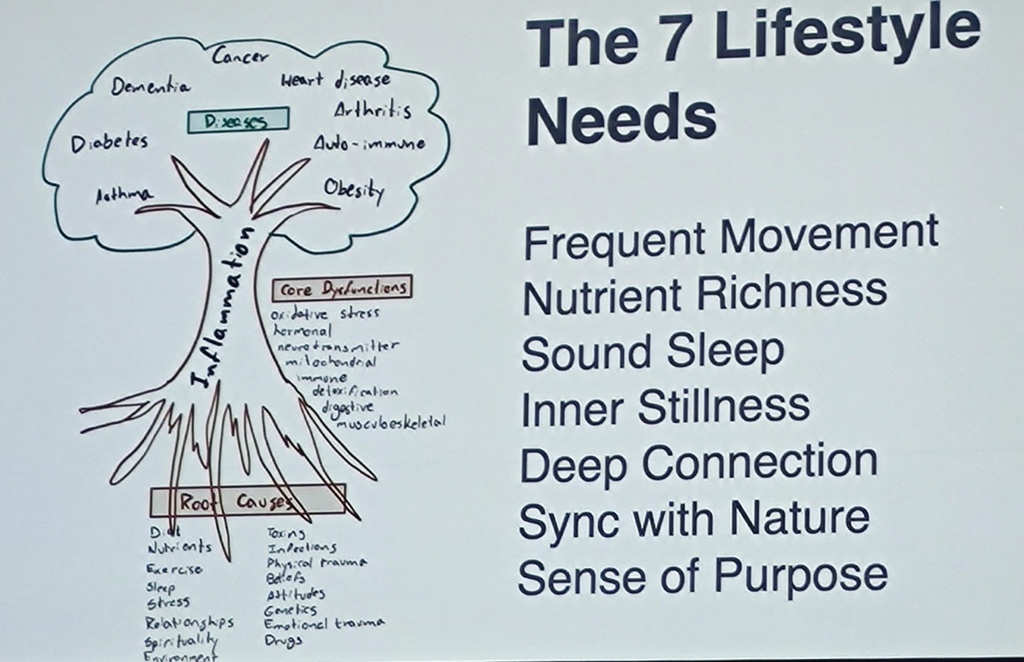 Cancer
Dementia
Heart disease
Diseases
Arthritis
Diabetes
Auto-immune
Asthma
Obesity
Inflammation
Core Dysfunctions
oxidative stress
hormonal
neurotransmitter
mitochondrial
immune
detoxification
digestive
musculoeskeletal
Root Causes
Diet
Nutrients
Exercise
Sleep
Stress
Relationships
Spirituality
Environment
Toxins
Infections
Physical trauma
Beliefs
Attitudes
Genetics
Emotional trauma
Drugs
The 7 Lifestyle
Needs
Frequent Movement
Nutrient Richness
Sound Sleep
Inner Stillness
Deep Connection
Sync with Nature
Sense of Purpose